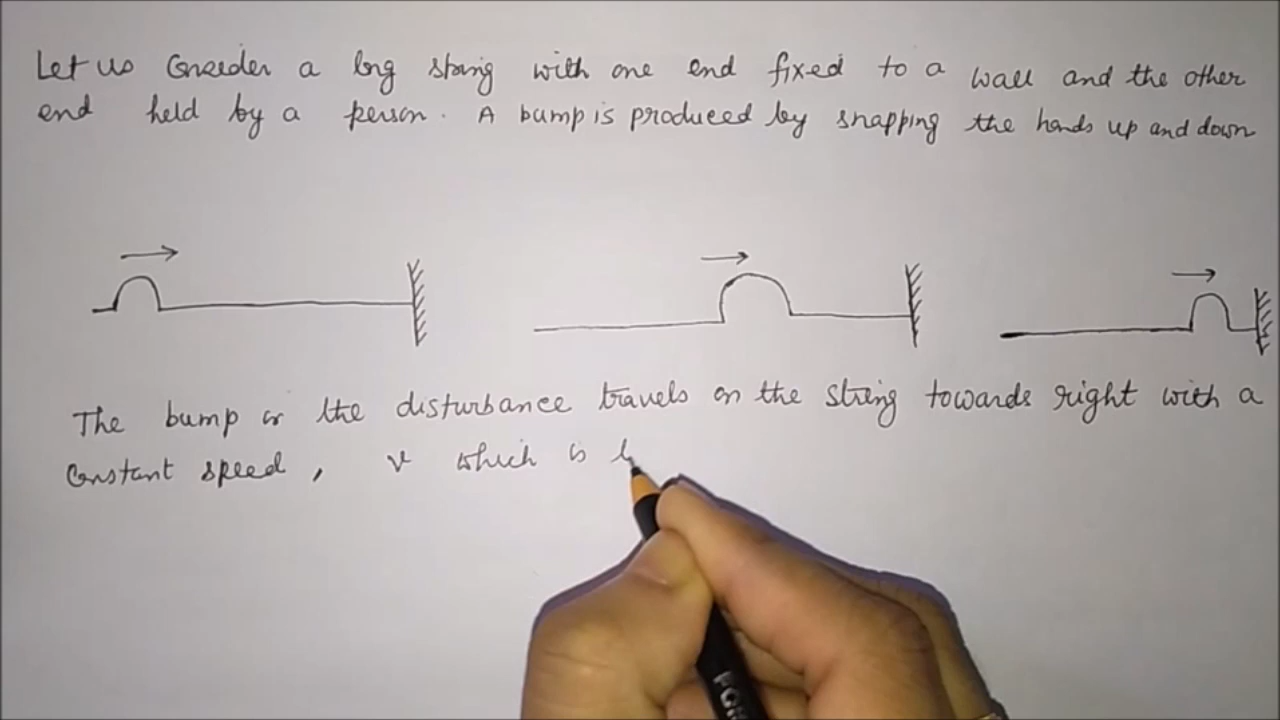 Let us Consider a long string with one end fixed to a wall and the other
end held by a person. A bump is produced by snapping the hands up and down
The bump or the disturbance travels on the string towards right with a
Constant speed, v which is